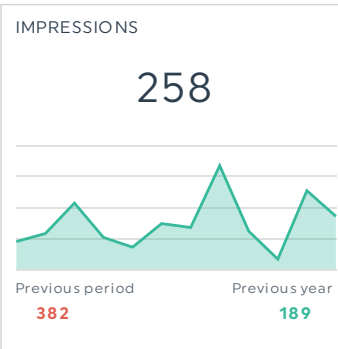 IMPRESSIONS
258
Previous period Previous year
382 189